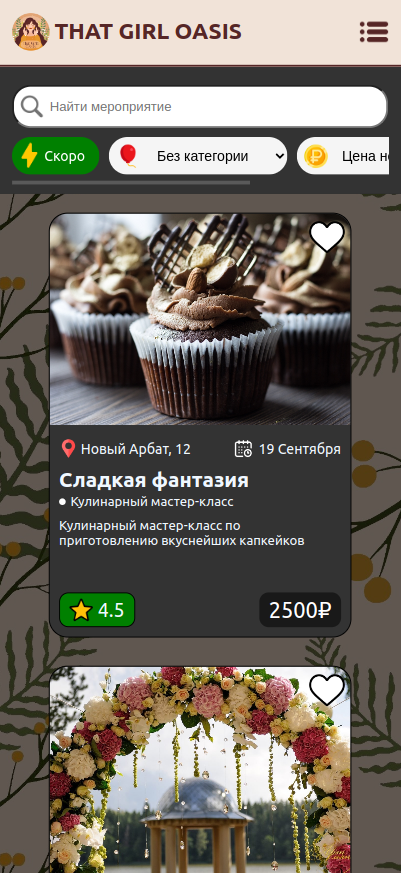 THAT GIRL OASIS
Найти мероприятие
Скоро
Без категории
Цена не
Новый Арбат, 12
19 Сентября
Сладкая фантазия
Кулинарный мастер-класс
Кулинарный мастер-класс по
приготовлению вкуснейших капкейков
4.5
2500₽